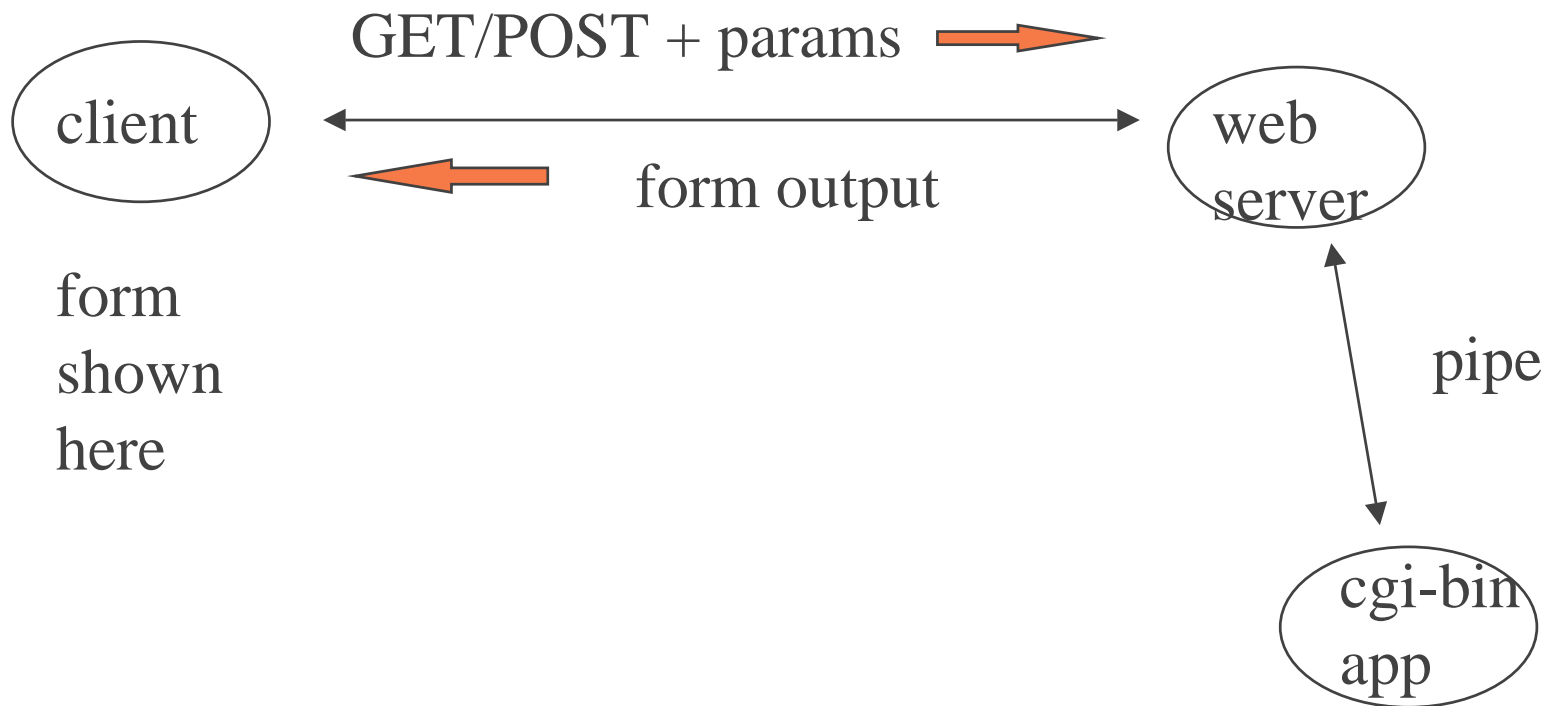 GET/POST + params
client
web
server
form output
form
shown
here
pipe
cgi-bin
app